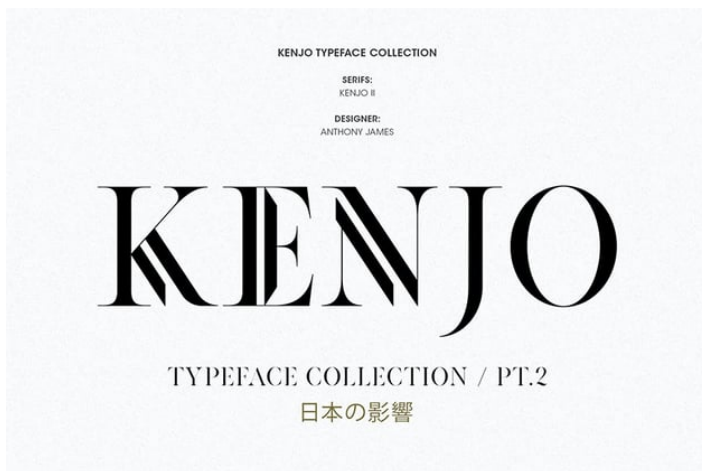 KENJO TYPEFACE COLLECTION
SERIFS:
KENJO II
DESIGNER:
ANTHONY JAMES
KENJO
TYPEFACE COLLECTION / PT.2
日本の影響